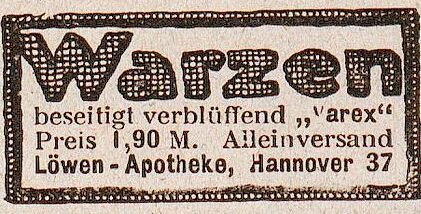 Warzen
beseitigt verblüffend „Varex“
Preis 1,90 M. Alleinversand
Löwen-Apotheke, Hannover 37